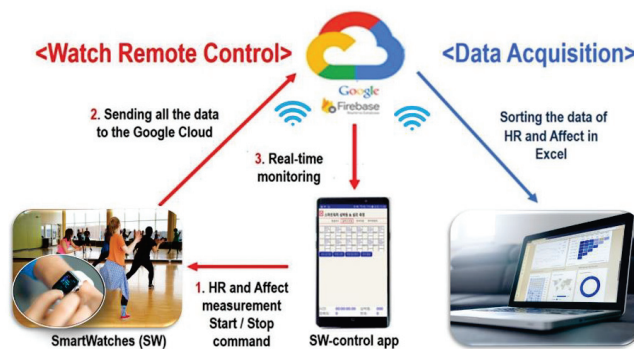 <Watch Remote Control>
<Data Acquisition>
Google
Firebase
2. Sending all the data
to the Google Cloud
Sorting the data of
HR and Affect in
Excel
3. Real-time
monitoring
1. HR and Affect
measurement
Start / Stop
command
SmartWatches (SW)
SW-control app